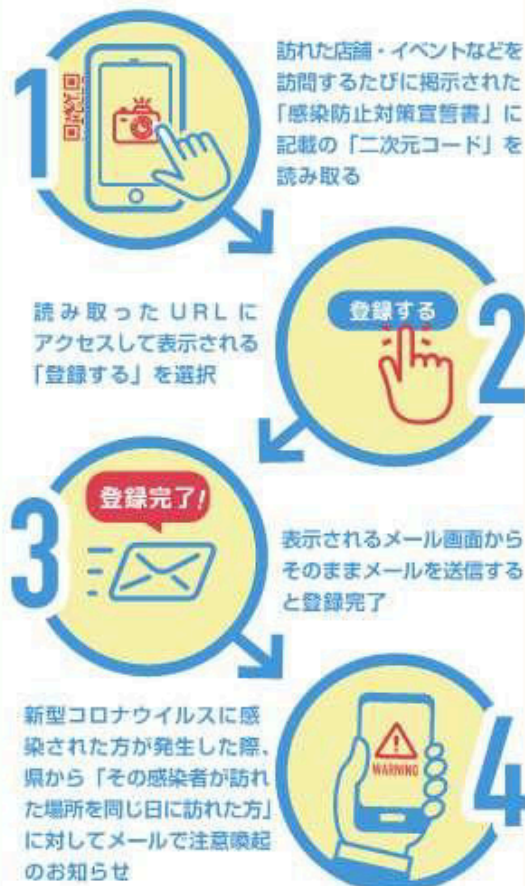 1
訪れた店舗・イベントなどを
訪問するたびに掲示された
「感染防止対策宣誓書」に
記載の「二次元コード」を
読み取る
読み取った URL に
アクセスして表示される
「登録する」を選択
登録する
2
3
登録完了!
表示されるメール画面から
そのままメールを送信する
と登録完了
新型コロナウイルスに感
染された方が発生した際、
県から「その感染者が訪れ
た場所を同じ日に訪れた方」
に対してメールで注意喚起
のお知らせ
WARNING
4